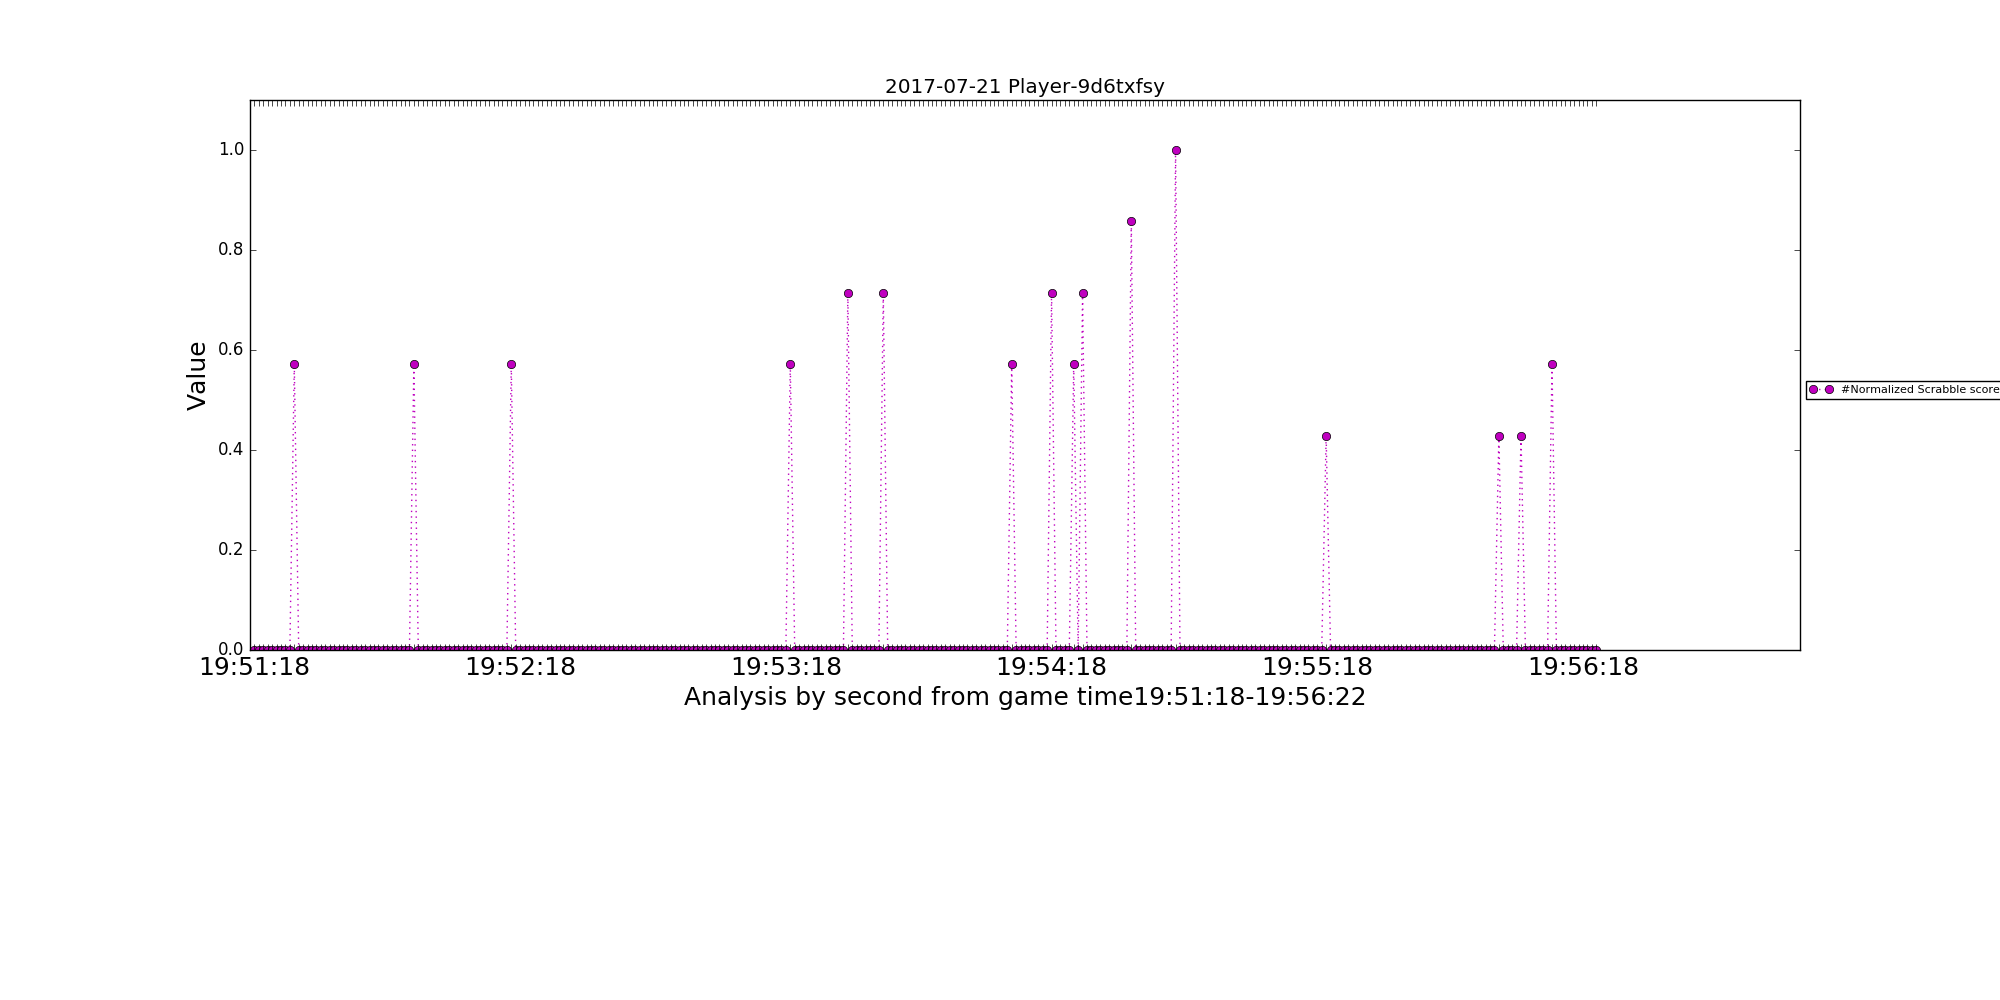 2017-07-21 Player-9d6txfsy
1.0
0.8
0.6
0.4
0.2
0.0
Value
#Normalized Scrabble score
19:51:18 19:52:18 19:53:18 19:54:18 19:55:18 19:56:18
Analysis by second from game time19:51:18-19:56:22